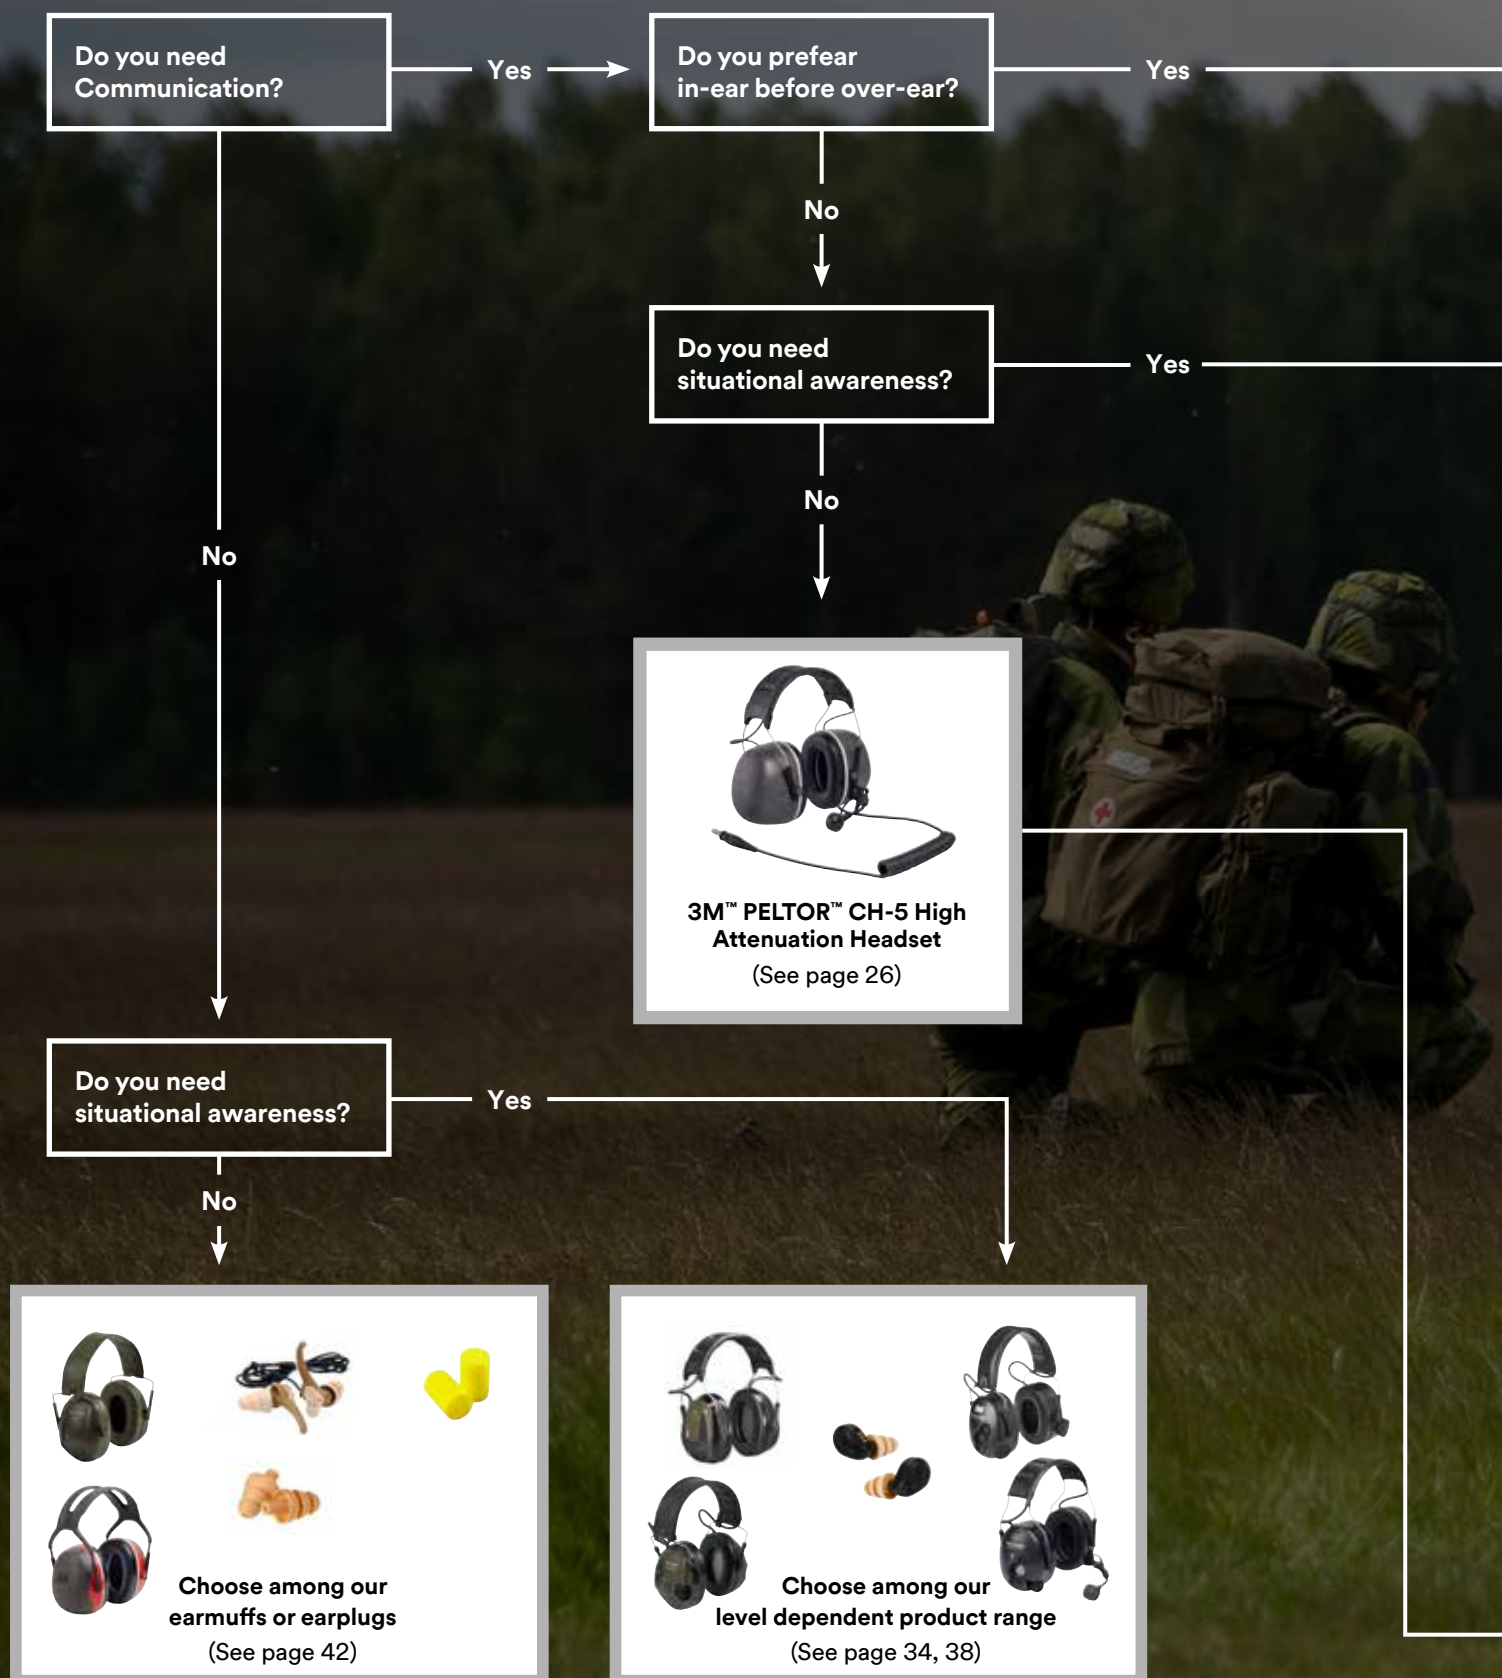 Do you need
Communication?
Yes
Do you prefear
in-ear before over-ear?
Yes
No
Do you need
situational awareness?
Yes
No
No
3M™ PELTOR™ CH-5 High
Attenuation Headset
(See page 26)
Do you need
situational awareness?
Yes
No
Choose among our
earmuffs or earplugs
(See page 42)
Choose among our
level dependent product range
(See page 34, 38)